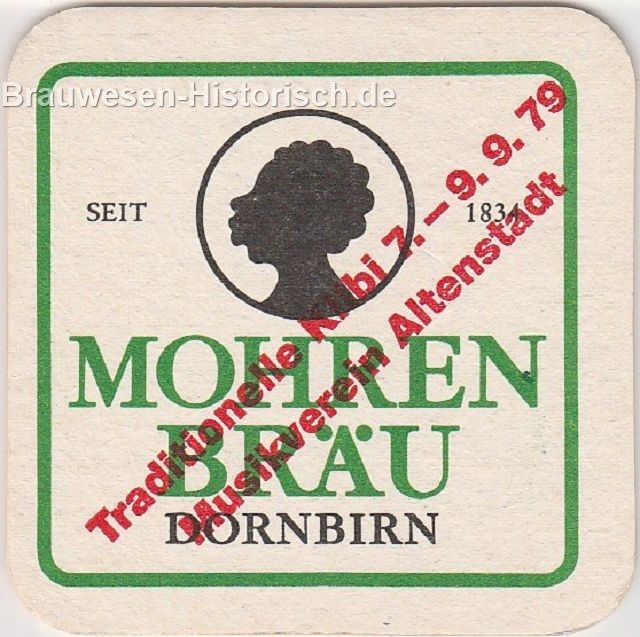 Brauwesen-Historisch.de
SEIT 1834
MOHREN
BRÄU
DORNBIRN
Traditionelle Kilbi 7. – 9. 9. 79
Musikverein Altenstadt